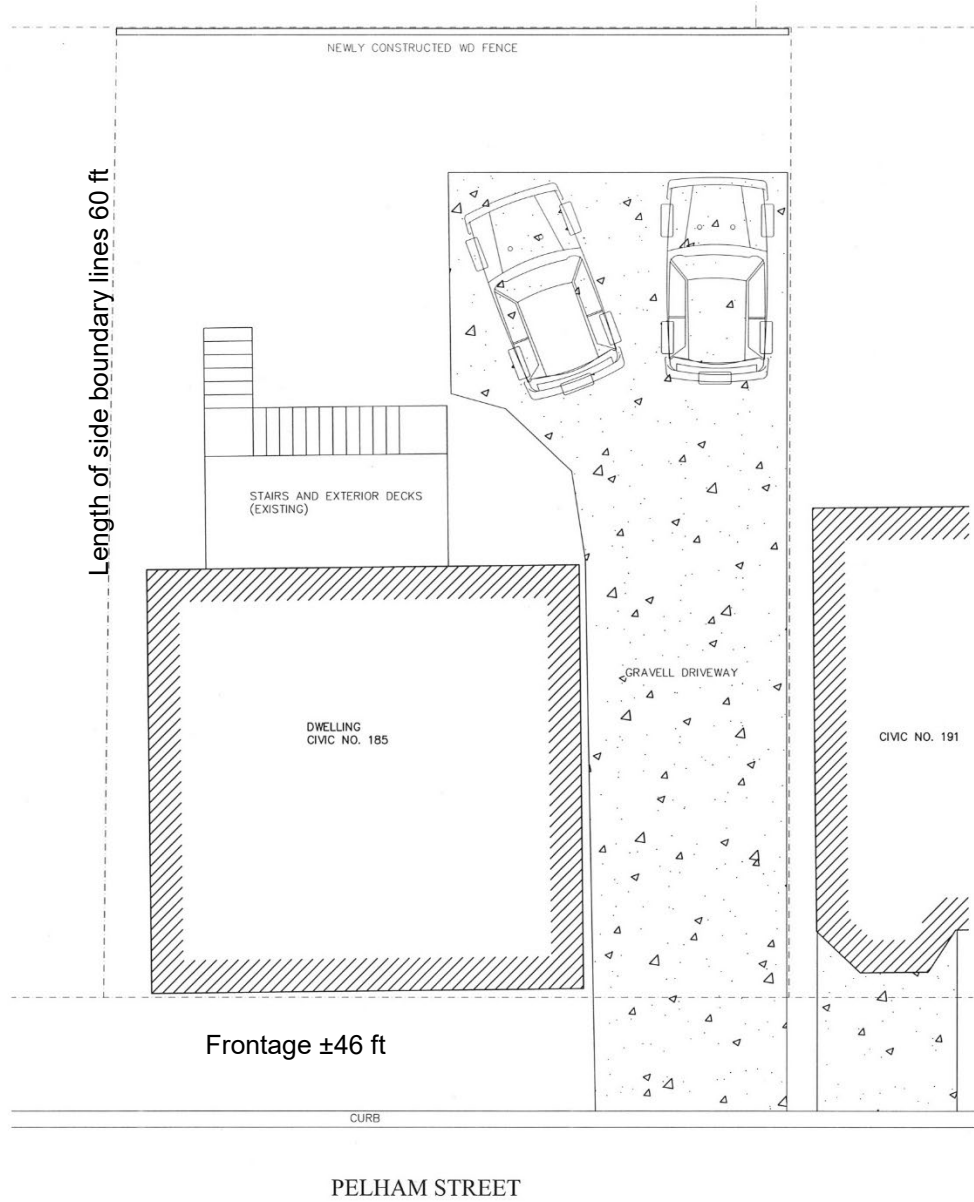 NEWLY CONSTRUCTED WD FENCE
Length of side boundary lines 60 ft
STAIRS AND EXTERIOR DECKS
(EXISTING)
GRAVELL DRIVEWAY
DWELLING
CIVIC NO. 185
CIVIC NO. 191
Frontage ±46 ft
CURB
PELHAM STREET